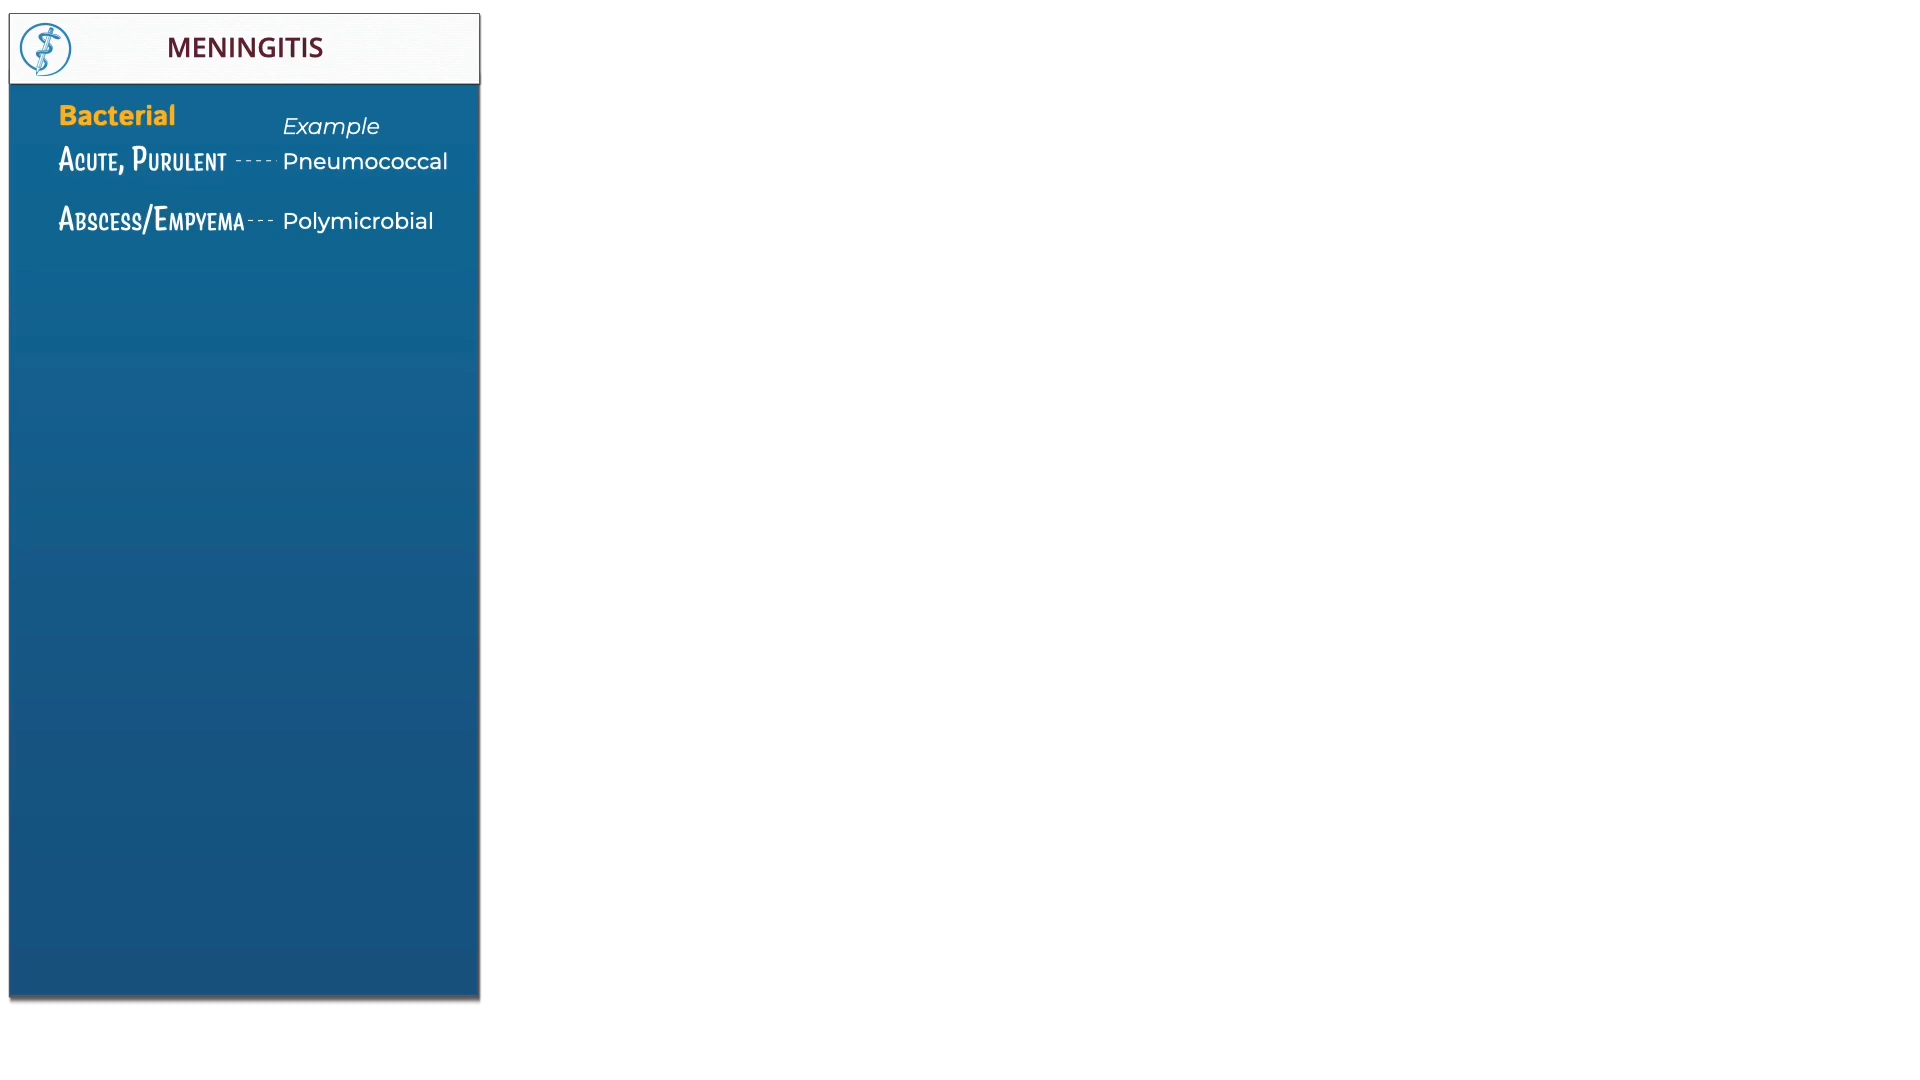 MENINGITIS
Bacterial
Example
Acute, Purulent ---- Pneumococcal
Abscess/Empyema --- Polymicrobial